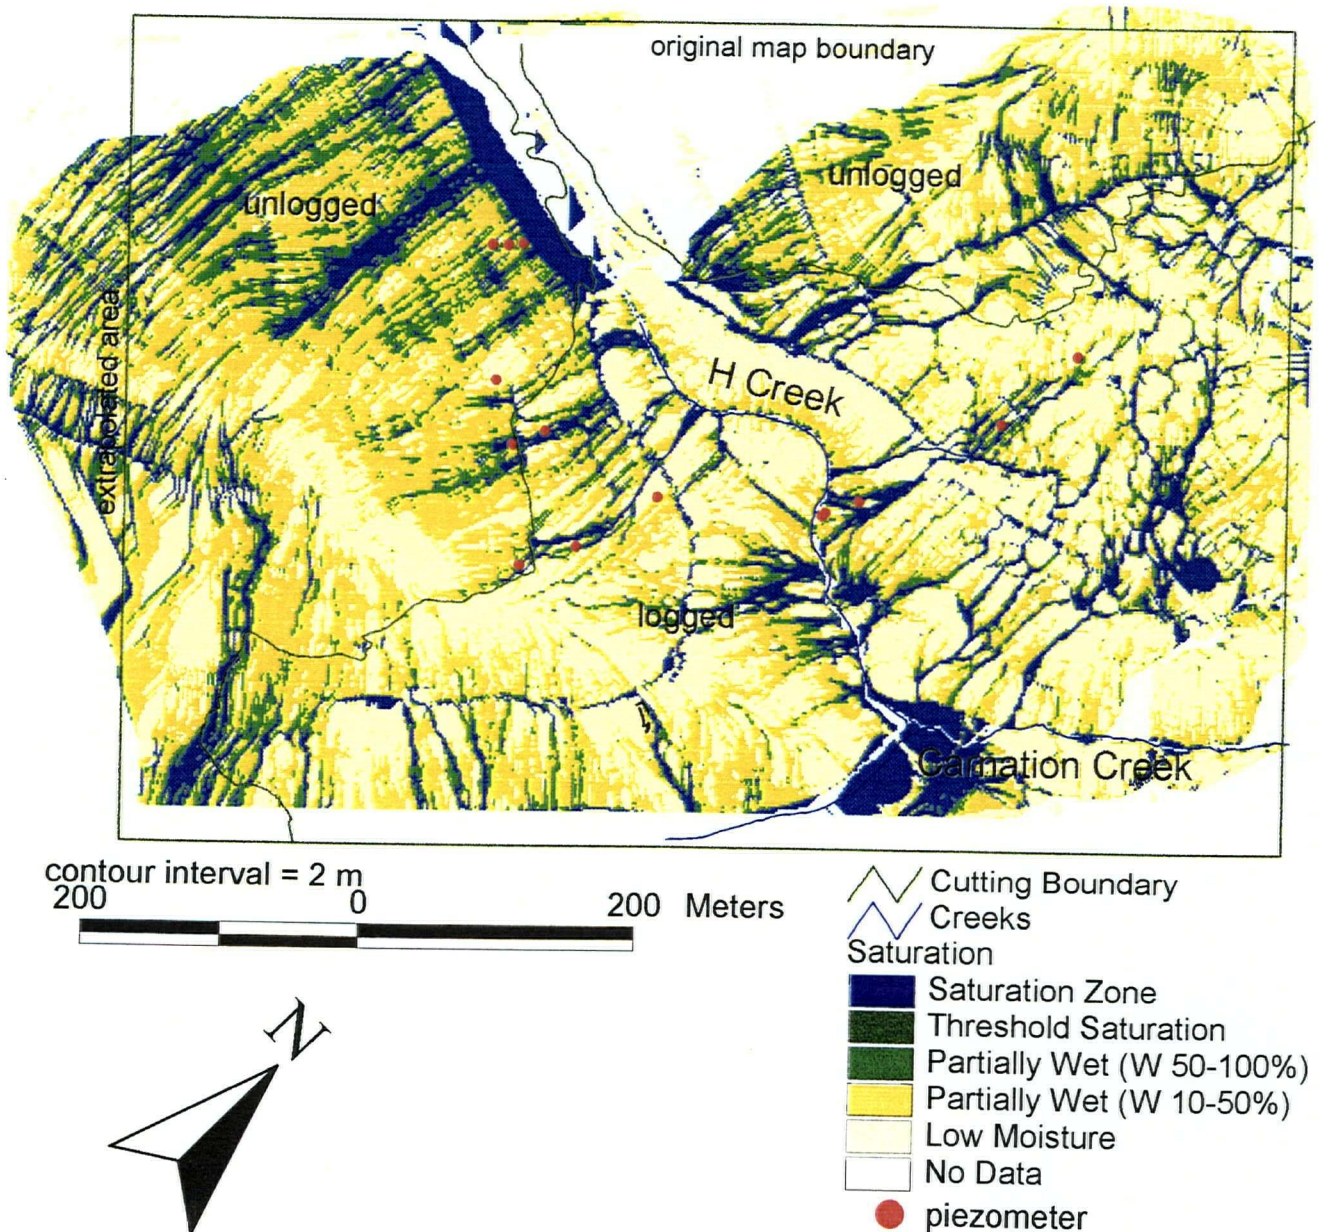 original map boundary
unlogged
unlogged
extrapolated area
H Creek
logged
Carnation Creek
contour interval = 2 m
200 0 200 Meters
N
Cutting Boundary
Creeks
Saturation
Saturation Zone
Threshold Saturation
Partially Wet (W 50-100%)
Partially Wet (W 10-50%)
Low Moisture
No Data
piezometer